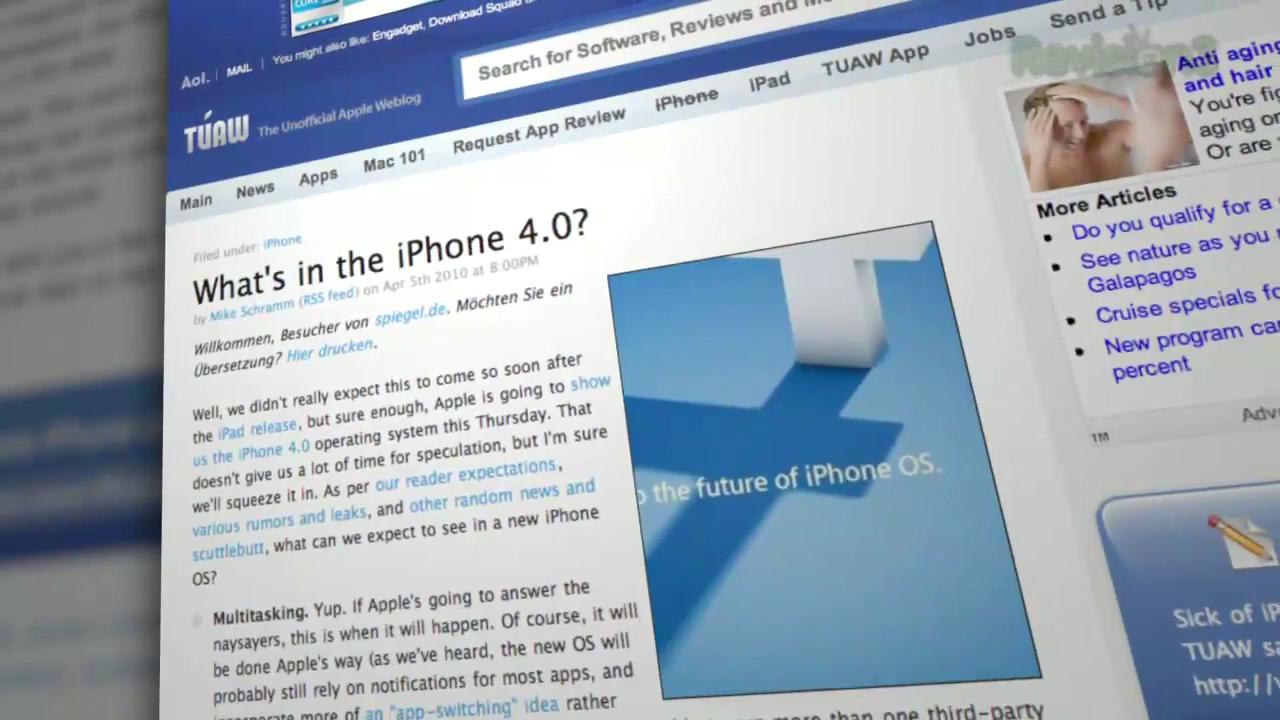 You might also like: Engadget, Download Squad
Aol. | MAIL
Search for Software, Reviews and
TUAW The Unofficial Apple Weblog
Main News Apps Mac 101 Request App Review iPhone iPad TUAW App Jobs Send a Tip
Revision3
Filed under: iPhone
What's in the iPhone 4.0?
by Mike Schramm (RSS feed) on Apr 5th 2010 at 8:00PM
Willkommen, Besucher von spiegel.de. Möchten Sie ein
Übersetzung? Hier drucken.
Well, we didn't really expect this to come so soon after
the iPad release, but sure enough, Apple is going to show
us the iPhone 4.0 operating system this Thursday. That
doesn't give us a lot of time for speculation, but I'm sure
we'll squeeze it in. As per our reader expectations,
various rumors and leaks, and other random news and
scuttlebutt, what can we expect to see in a new iPhone
OS?
Multitasking. Yup. If Apple's going to answer the
naysayers, this is when it will happen. Of course, it will
be done Apple's way (as we've heard, the new OS will
probably still rely on notifications for most apps, and
more of an "app-switching" idea rather
more than one third-party
the future of iPhone OS.
Anti aging
and hair
You're
aging
Or are
More Articles
Do you qualify for a
See nature as you
Galapagos
Cruise specials
New program
percent
TM
Sick of
TUAW
http://